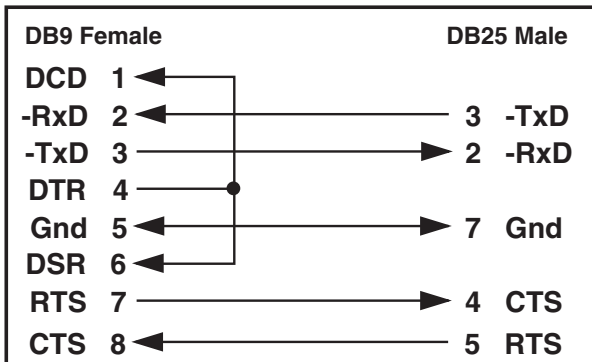 DB9 Female DB25 Male
DCD 1
-RxD 2 3 -TxD
-TxD 3 2 -RxD
DTR 4
Gnd 5 7 Gnd
DSR 6
RTS 7 4 CTS
CTS 8 5 RTS